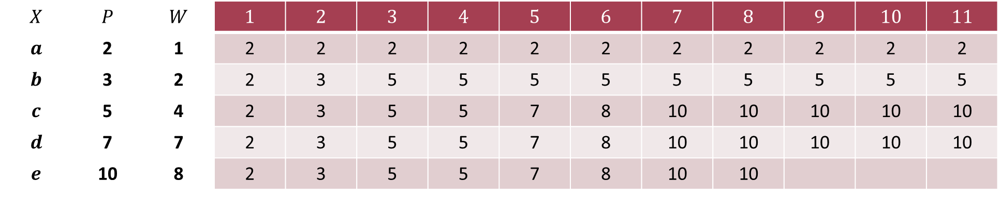 X P W 1 2 3 4 5 6 7 8 9 10 11
a 2 1 2 2 2 2 2 2 2 2 2 2 2
b 3 2 2 3 5 5 5 5 5 5 5 5 5
c 5 4 2 3 5 5 7 8 10 10 10 10 10
d 7 7 2 3 5 5 7 8 10 10 10 10 10
e 10 8 2 3 5 5 7 8 10 10